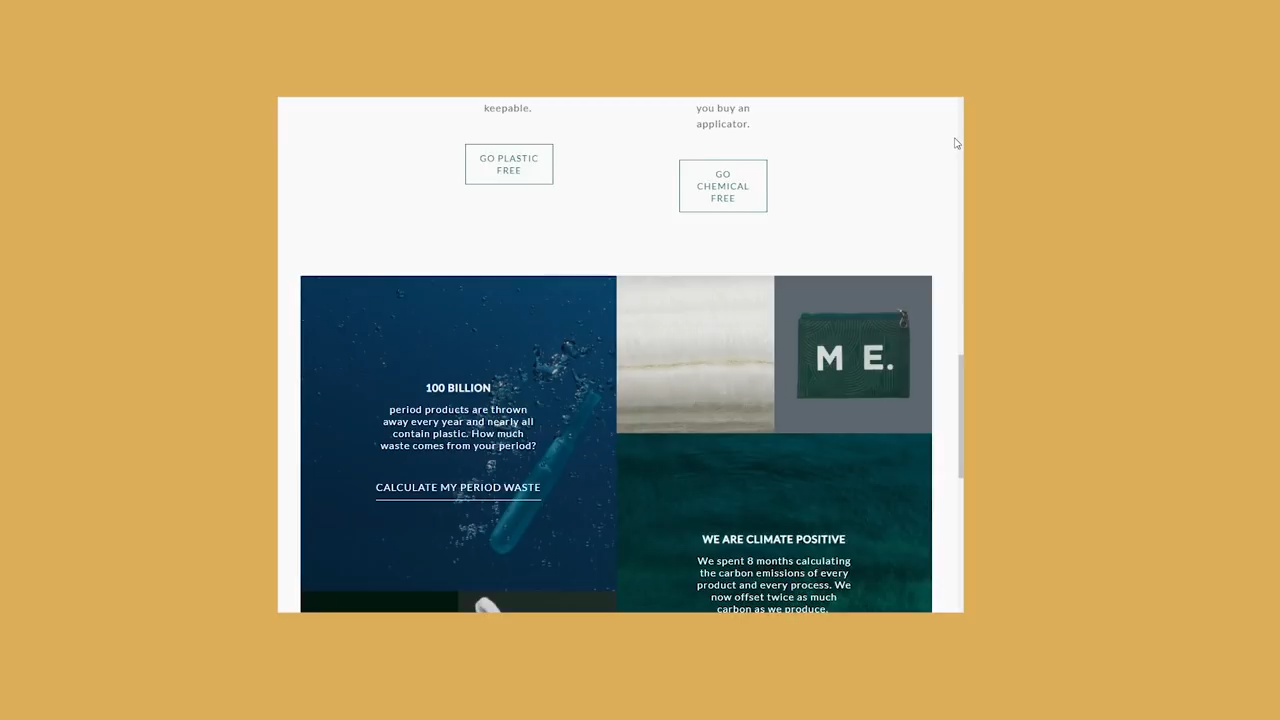 keepable.
GO PLASTIC
FREE
you buy an
applicator.
GO
CHEMICAL
FREE
100 BILLION
period products are thrown
away every year and nearly all
contain plastic. How much
waste comes from your period?
CALCULATE MY PERIOD WASTE
M E.
WE ARE CLIMATE POSITIVE
We spent 8 months calculating
the carbon emissions of every
product and every process. We
now offset twice as much
carbon as we produce.